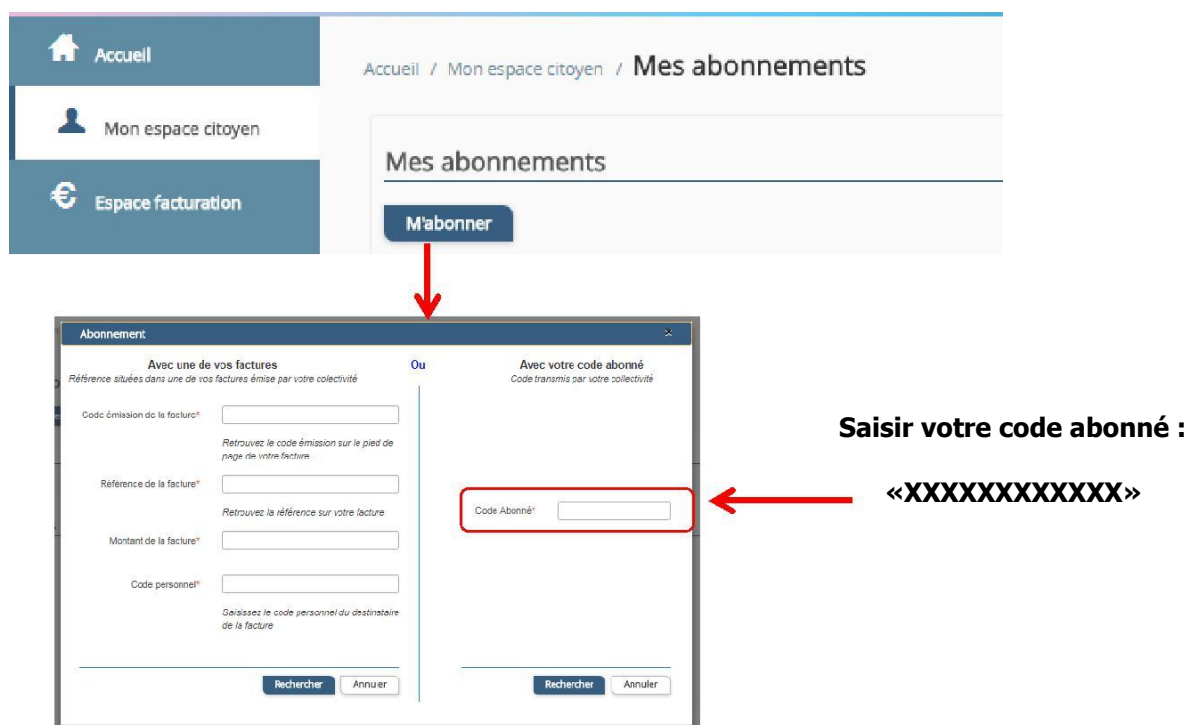 Accueil
Accueil / Mon espace citoyen / Mes abonnements
Mon espace citoyen
Mes abonnements
€ Espace facturation
M'abonner
Abonnement
×
Avec une de vos factures
Référence situées dans une de vos factures émise par votre colectivité
Ou
Avec votre code abonné
Code transmis par votre collectivité
Code émission de la facture*
Retrouvez le code émission sur le pied de
page de votre facture
Référence de la facture*
Retrouvez la référence sur votre facture
Montant de la facture*
Code personnel*
Saisissez le code personnel du destinataire
de la facture
Rechercher
Annuler
Code Abonné*
Rechercher
Annuler
Saisir votre code abonné :
«XXXXXXXXXXXX»